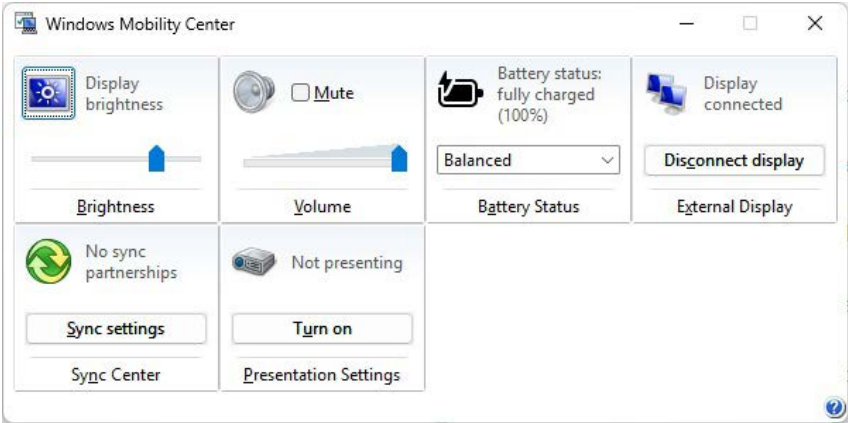 Windows Mobility Center
Display
brightness
Brightness
Mute
Volume
Battery status:
fully charged
(100%)
Balanced
Battery Status
Display
connected
Disconnect display
External Display
No sync
partnerships
Sync settings
Sync Center
Not presenting
Turn on
Presentation Settings
?